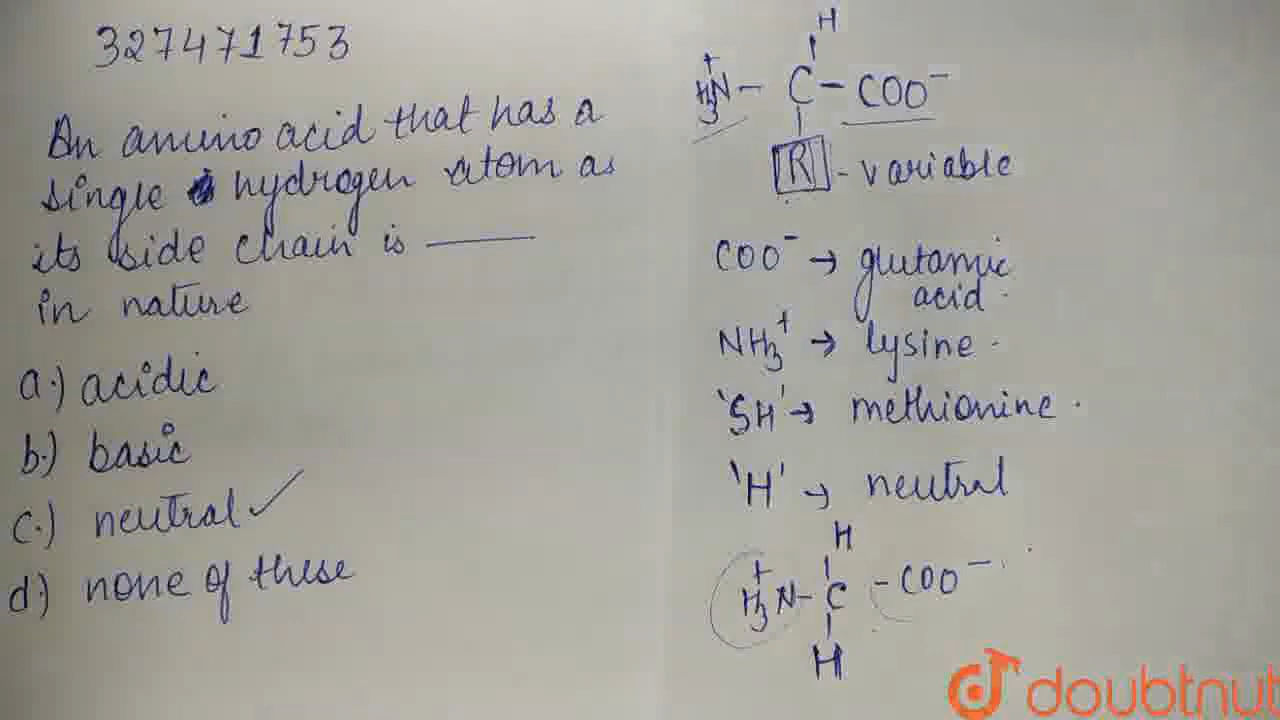 327471753
An amino acid that has a
single hydrogen atom as
its side chain is ———
in nature
a.) acidic
b.) basic
c.) neutral ✓
d.) none of these
H
H₃N⁺ - C - COO⁻
R - variable
COO⁻ → glutamic
acid.
NH₃⁺ → lysine.
'SH' → methionine.
'H' → neutral
H
H₃N⁺ - C - COO⁻
H
doubtnut